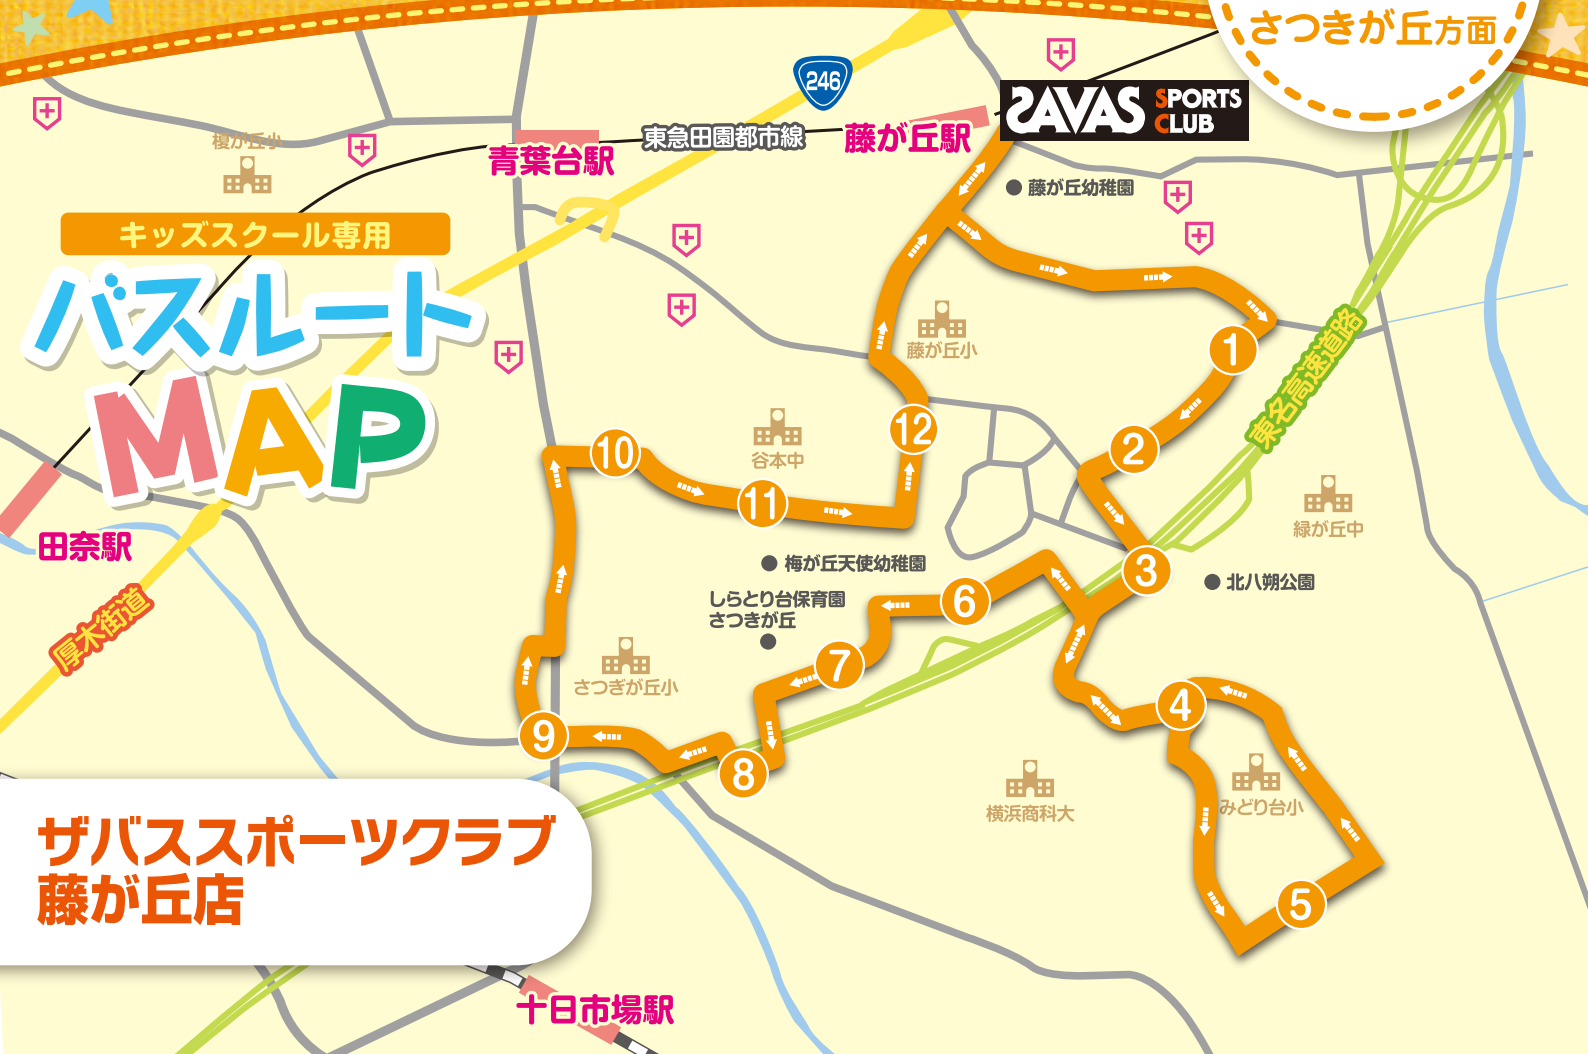 さつきが丘方面
246
SAVAS SPORTS CLUB
榎が丘小
青葉台駅
東急田園都市線
藤が丘駅
藤が丘幼稚園
キッズスクール専用
バスルート
MAP
藤が丘小
東名高速道路
1
2
12
10
谷本中
11
緑が丘中
田奈駅
梅が丘天使幼稚園
3
北八朔公園
しらとり台保育園
さつきが丘
6
厚木街道
7
さつぎが丘小
4
9
8
横浜商科大
みどり台小
5
ザバススポーツクラブ
藤が丘店
十日市場駅